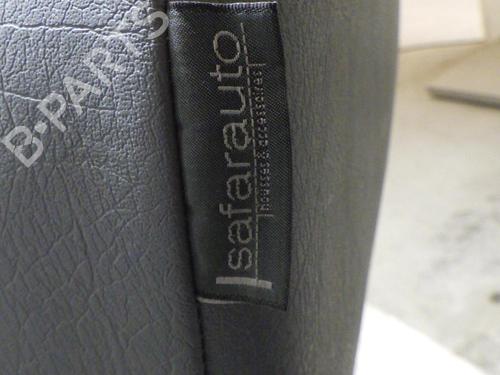 safarauto
housses & accessoires
B-PARTS